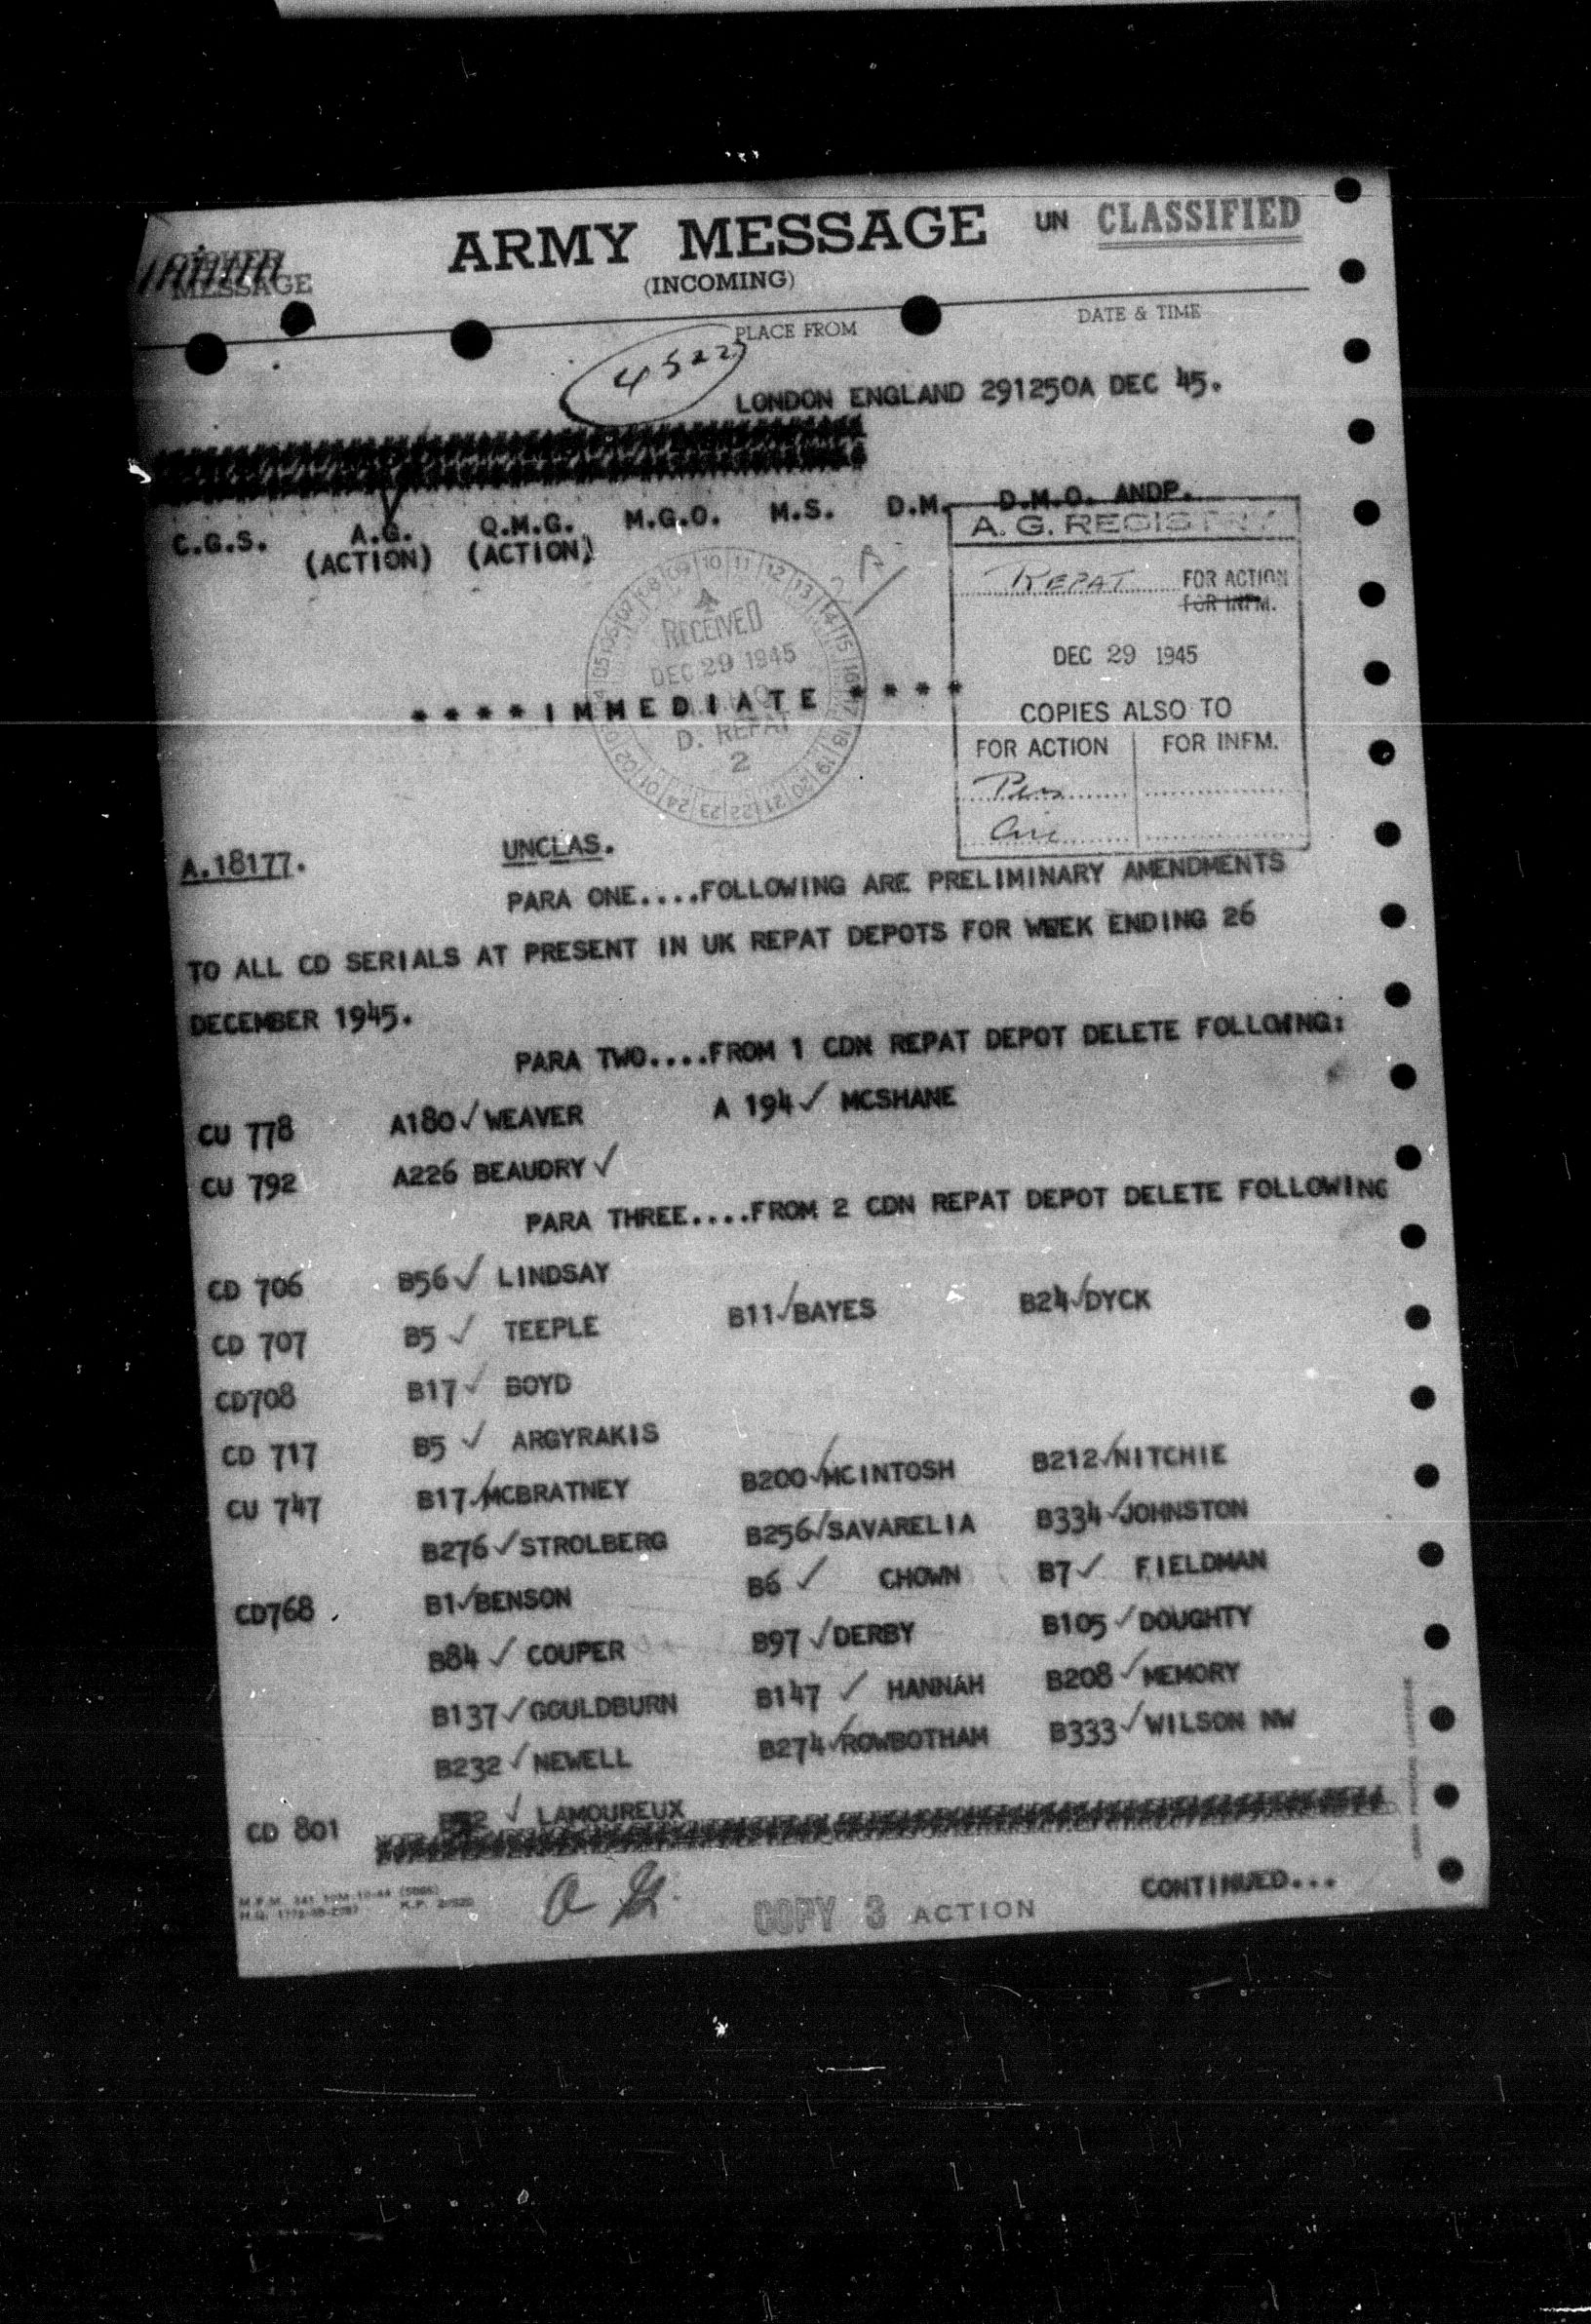 ARMY MESSAGE UN CLASSIFIED
MESSAGE
(INCOMING)
PLACE FROM DATE & TIME
4522
LONDON ENGLAND 291250A DEC 45.
C.G.S. A.G. Q.M.G. M.G.O. M.S. D.M. D.M.O. ANDP.
(ACTION) (ACTION)
A.G. REGISTRY
REPAT FOR ACTION
FOR INFM.
DEC 29 1945
COPIES ALSO TO
FOR ACTION FOR INFM.
RECEIVED
DEC 29 1945
D. REPAT
2
****IMMEDIATE****
A.18177. UNCLAS.
PARA ONE....FOLLOWING ARE PRELIMINARY AMENDMENTS
TO ALL CD SERIALS AT PRESENT IN UK REPAT DEPOTS FOR WEEK ENDING 26
DECEMBER 1945.
PARA TWO....FROM 1 CDN REPAT DEPOT DELETE FOLLOWING:
CU 778 A180✓ WEAVER A 194✓ MCSHANE
CU 792 A226 BEAUDRY✓
PARA THREE....FROM 2 CDN REPAT DEPOT DELETE FOLLOWING
CD 706 B56✓ LINDSAY
CD 707 B5 ✓ TEEPLE B11✓BAYES B24✓DYCK
CD708 B17✓ BOYD
CD 717 B5 ✓ ARGYRAKIS
CU 747 B17✓MCBRATNEY B200✓MCINTOSH B212✓NITCHIE
B276✓STROLBERG B256✓SAVARELIA B334✓JOHNSTON
CD768 B1✓BENSON B6 ✓ CHOWN B7✓ FIELDMAN
B84 ✓ COUPER B97 ✓DERBY B105 ✓DOUGHTY
B137✓GOULDBURN B147 ✓ HANNAH B208✓MEMORY
B232 ✓NEWELL B274✓ROWBOTHAM B333✓WILSON NW
CD 801 ✓ LAMOUREUX
CONTINUED...
COPY 3 ACTION